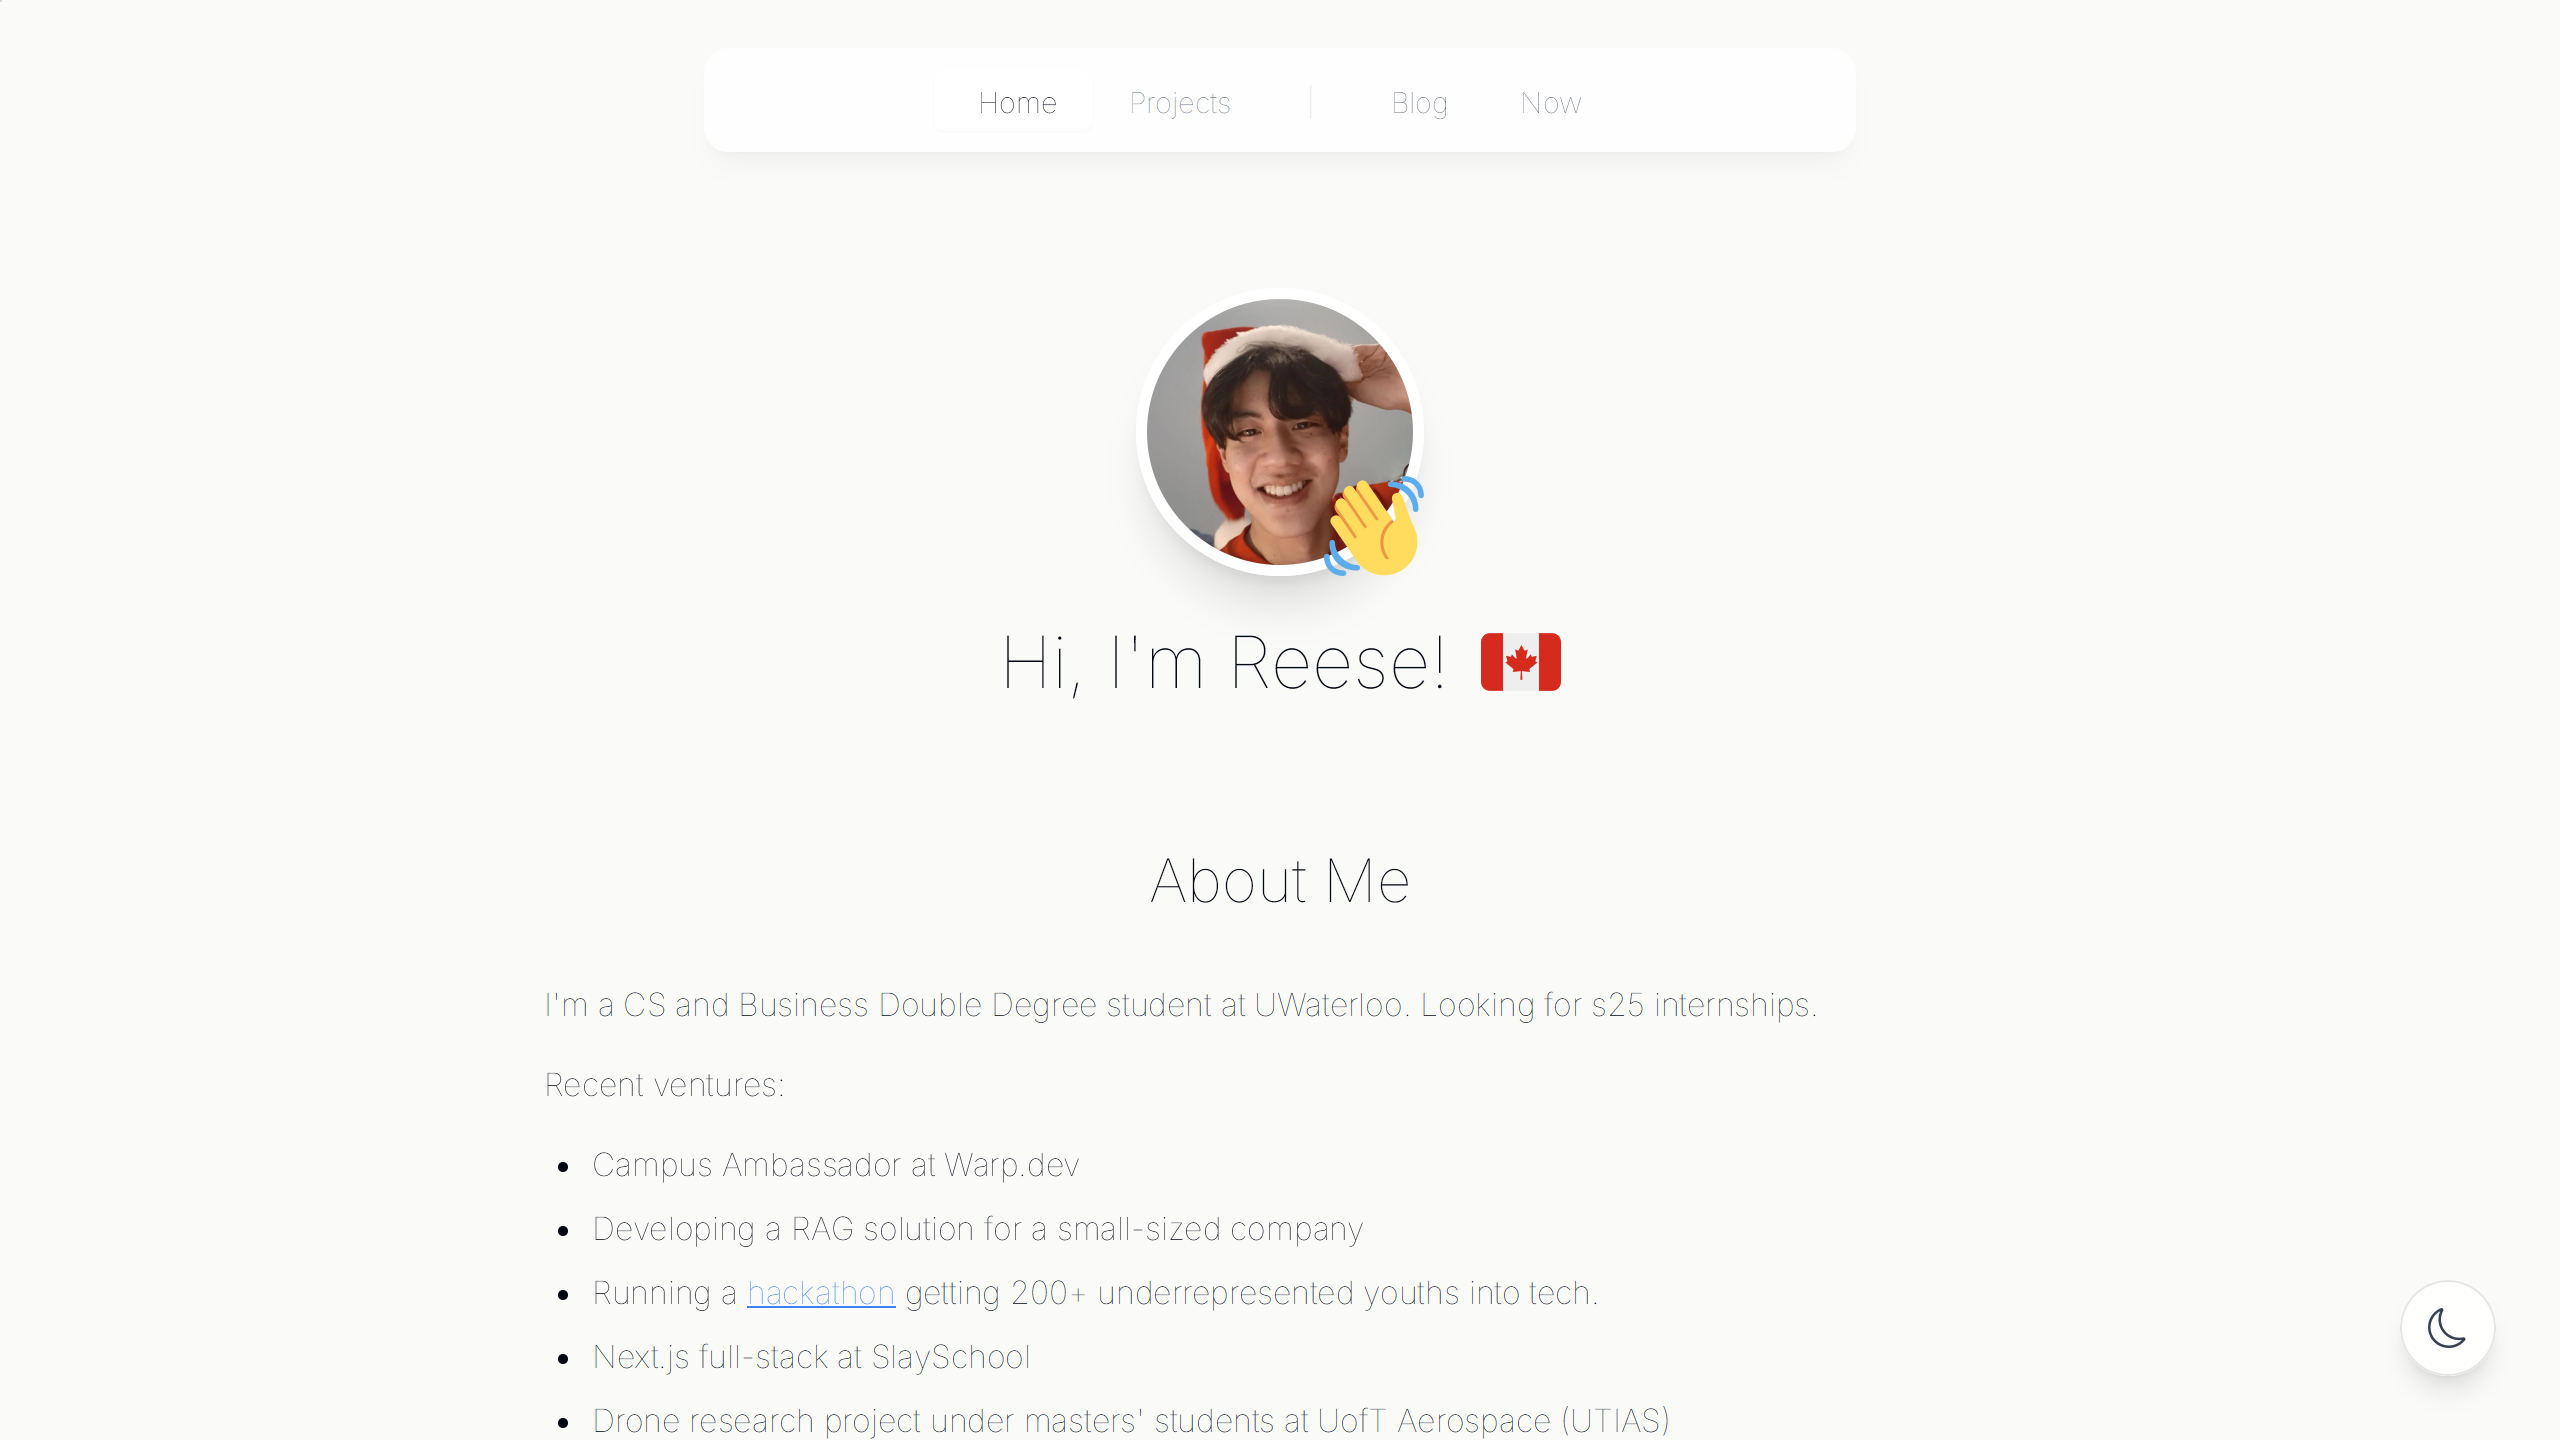 Home Projects Blog Now
Hi, I'm Reese!
About Me
I'm a CS and Business Double Degree student at UWaterloo. Looking for s25 internships.
Recent ventures:
Campus Ambassador at Warp.dev
Developing a RAG solution for a small-sized company
Running a hackathon getting 200+ underrepresented youths into tech.
Next.js full-stack at SlaySchool
Drone research project under masters' students at UofT Aerospace (UTIAS)